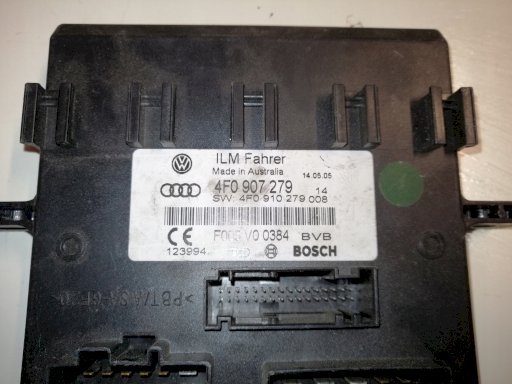 ILM Fahrer
Made in Australia
14.05.05
4F0 907 279
14
SW: 4F0 910 279 008
F005 V0 0384 BVB
123994
BOSCH